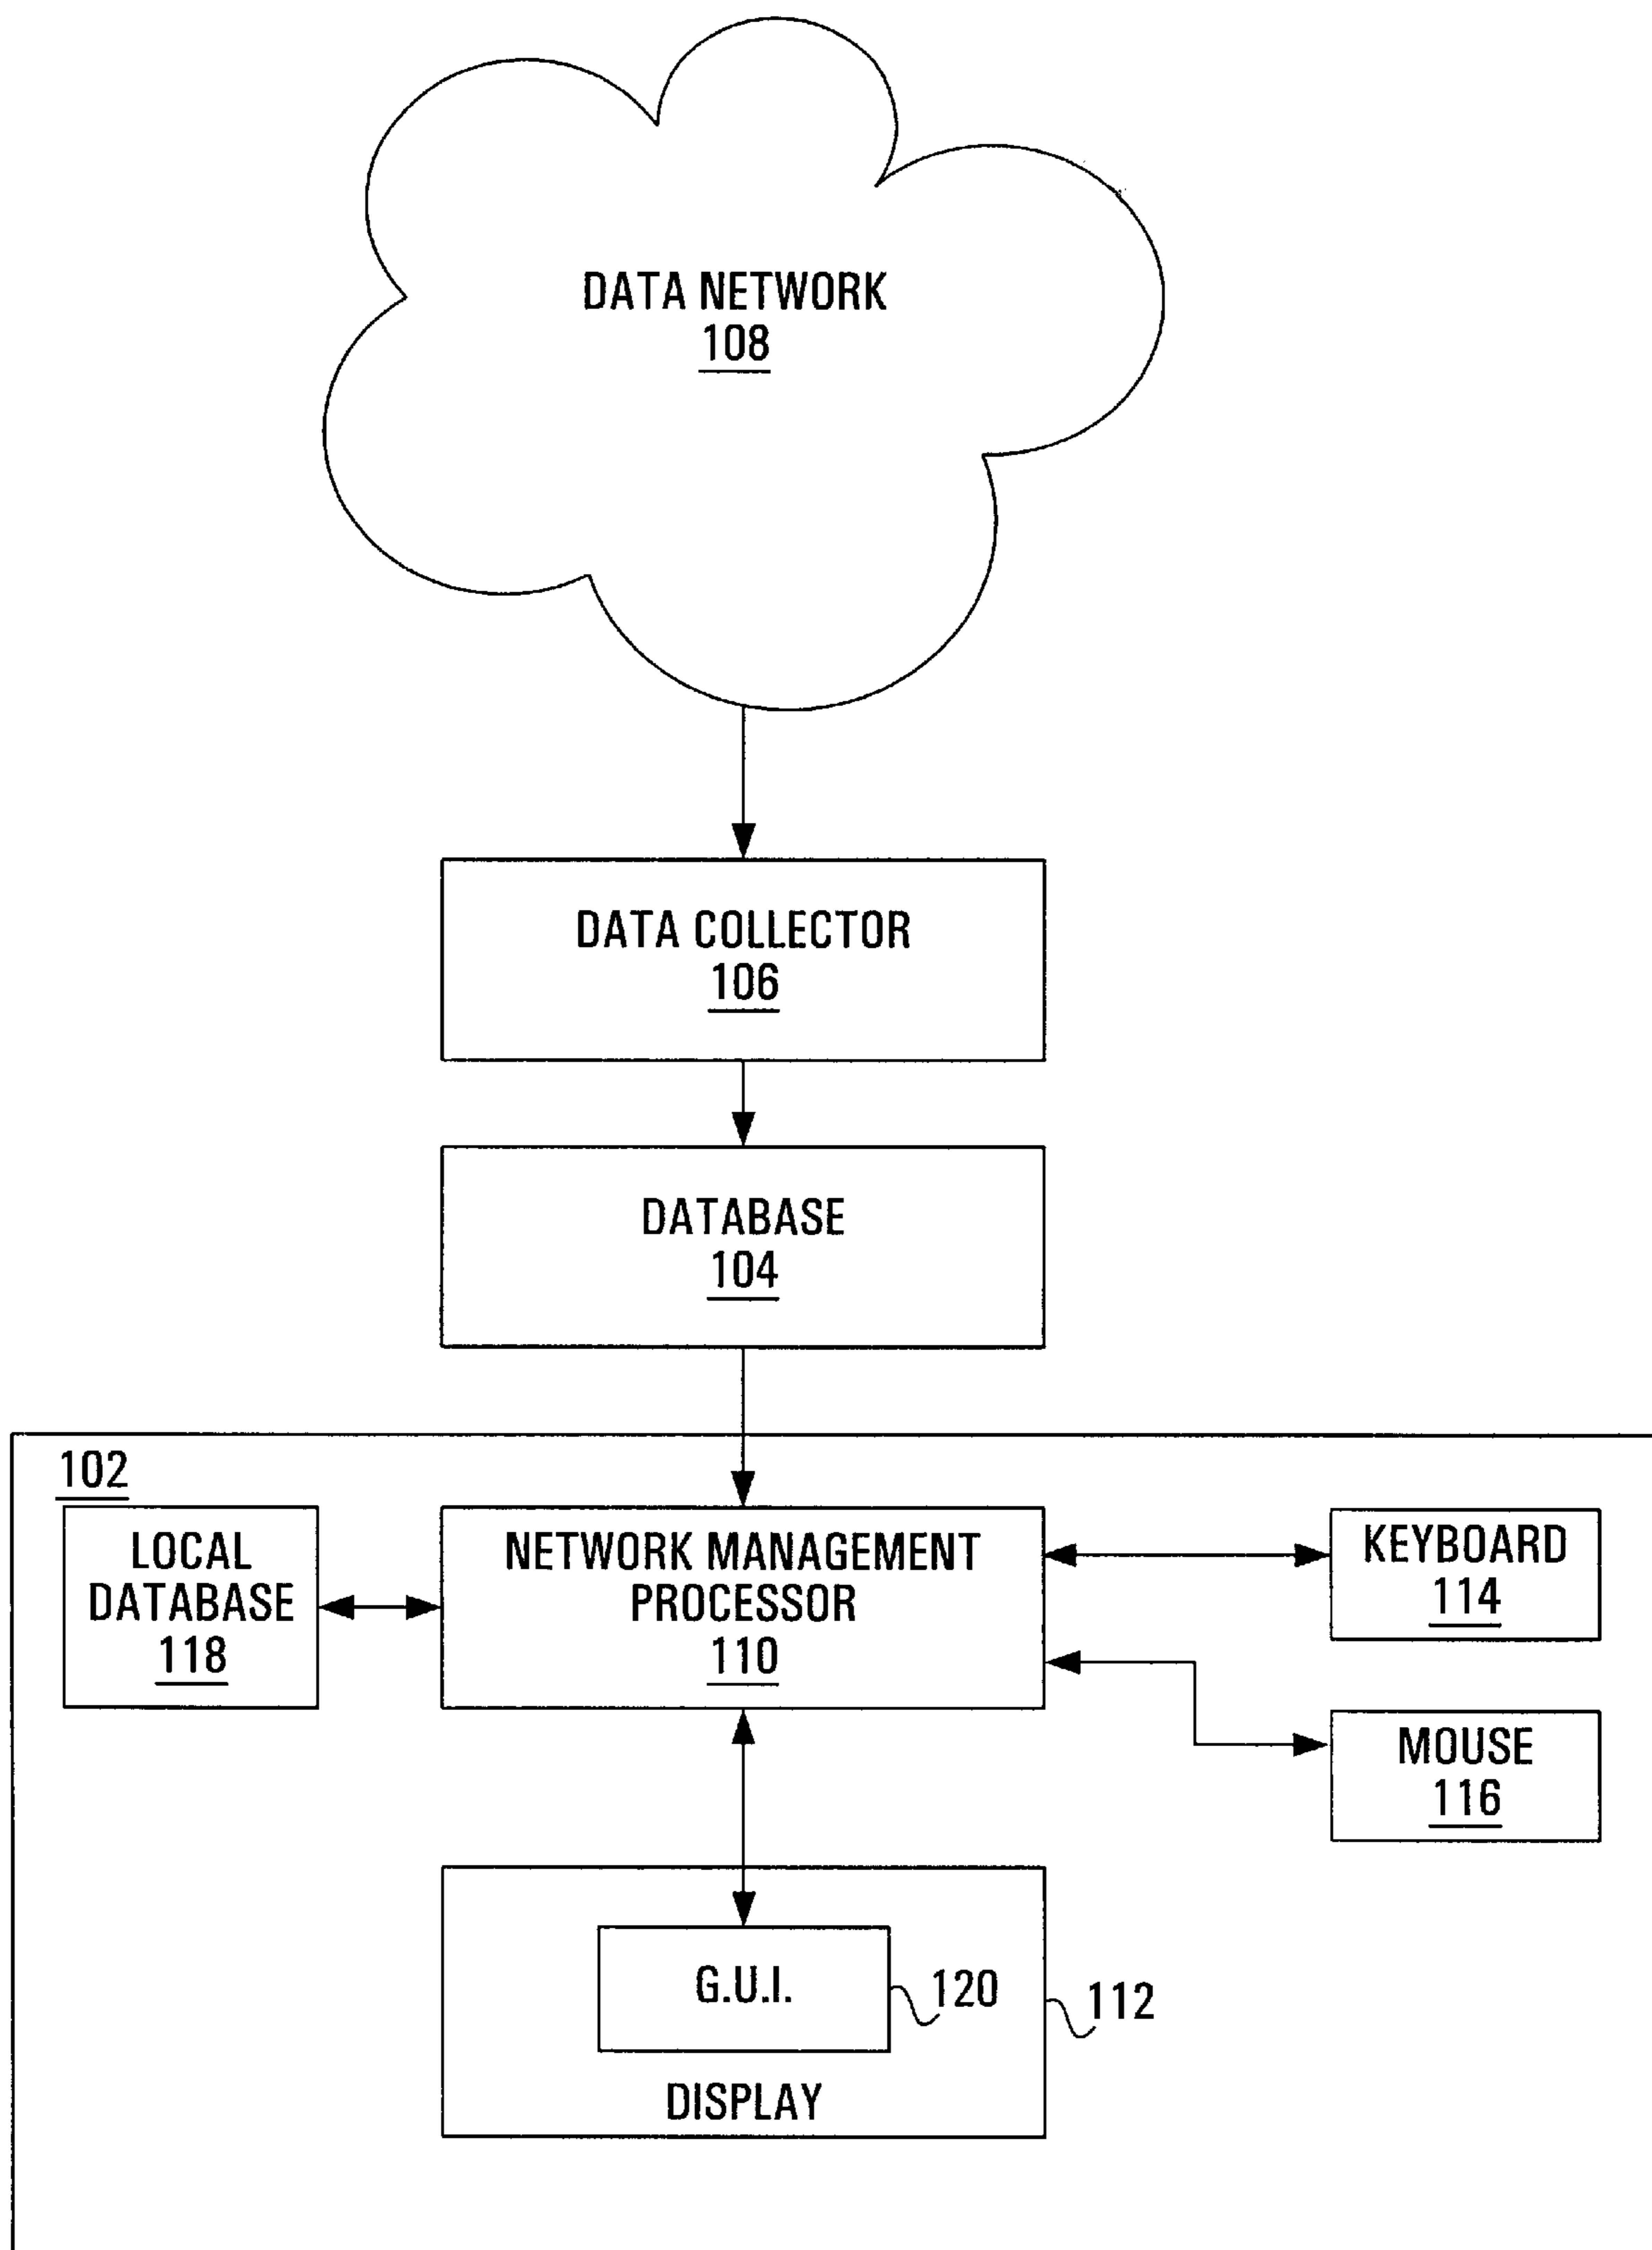 DATA NETWORK
108
DATA COLLECTOR
106
DATABASE
104
102
LOCAL
DATABASE
118
NETWORK MANAGEMENT
PROCESSOR
110
KEYBOARD
114
MOUSE
116
G.U.I.
120
112
DISPLAY